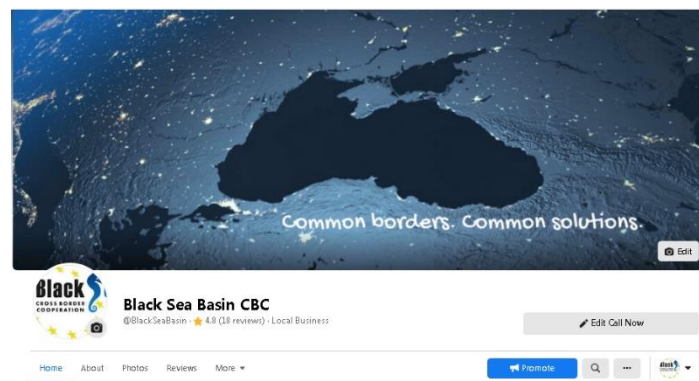 Common borders. Common solutions.
Edit
Black
CROSS BORDER
COOPERATION
Black Sea Basin CBC
@BlackSeaBasin · 4.8 (18 reviews) · Local Business
Edit Call Now
Home About Photos Reviews More
Promote